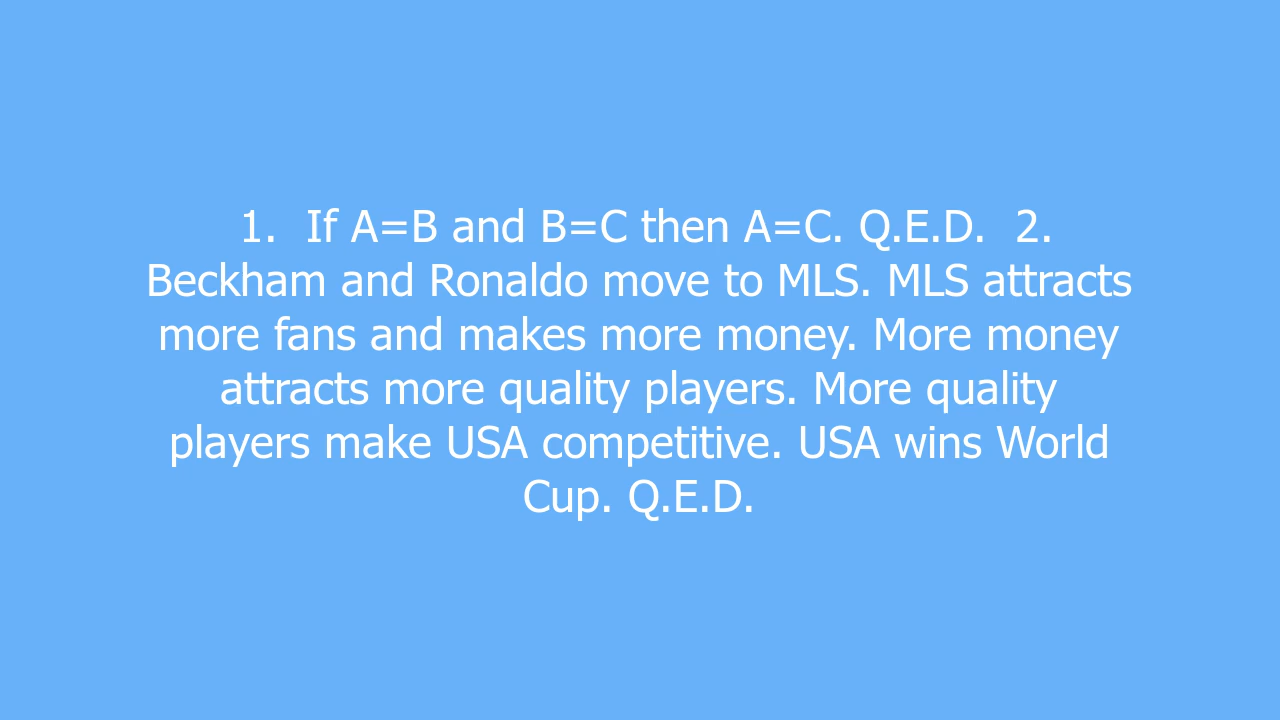 1.  If A=B and B=C then A=C. Q.E.D.  2.
Beckham and Ronaldo move to MLS. MLS attracts
more fans and makes more money. More money
attracts more quality players. More quality
players make USA competitive. USA wins World
Cup. Q.E.D.